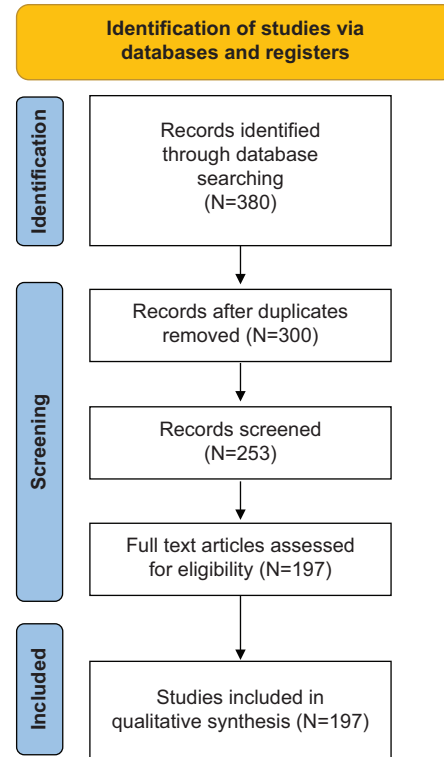 Identification of studies via
databases and registers
Identification
Records identified
through database
searching
(N=380)
Screening
Records after duplicates
removed (N=300)
Records screened
(N=253)
Full text articles assessed
for eligibility (N=197)
Included
Studies included in
qualitative synthesis (N=197)